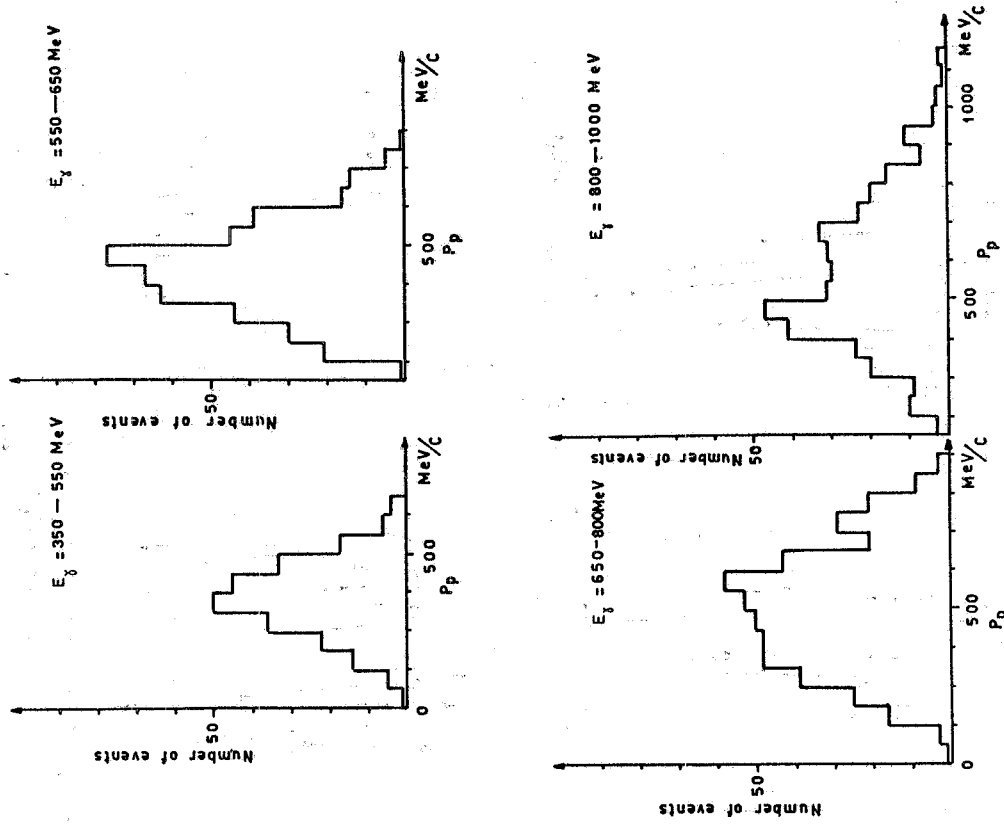 E_γ = 350 — 550 MeV
Number of events
50
0
500
MeV/C
P_p
E_γ = 550 — 650 MeV
Number of events
50
500
MeV/C
P_p
E_γ = 650-800MeV
Number of events
50
0
500
MeV/C
P_p
E_γ = 800 — 1000 MeV
Number of events
50
500
1000
MeV/C
P_p